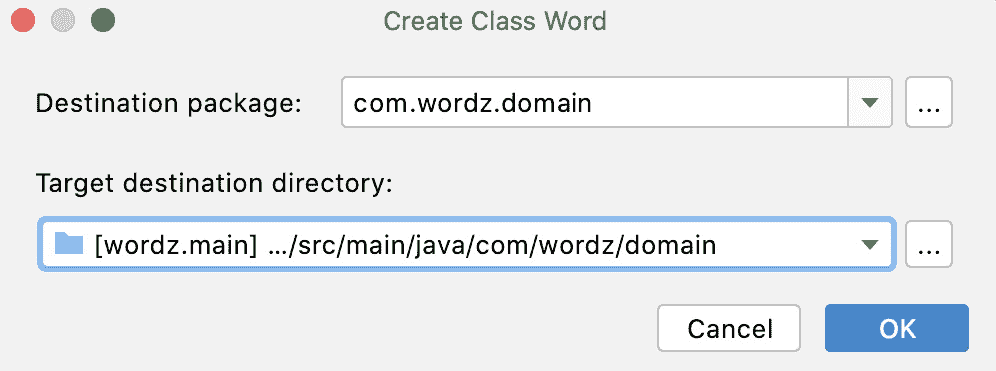 Create Class Word
Destination package: com.wordz.domain ...
Target destination directory:
[wordz.main] .../src/main/java/com/wordz/domain ...
Cancel OK